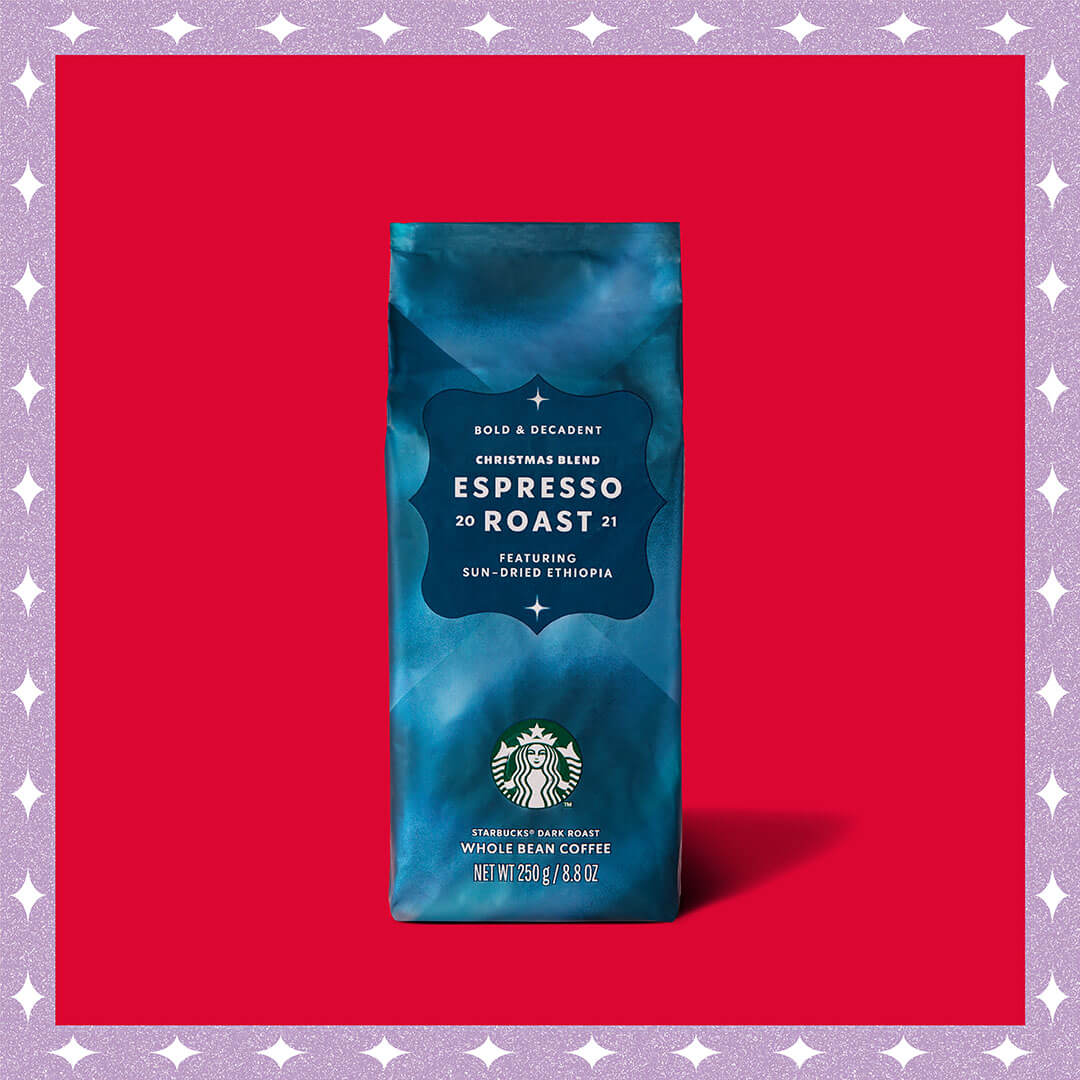 BOLD & DECADENT
CHRISTMAS BLEND
ESPRESSO
20 ROAST 21
FEATURING
SUN-DRIED ETHIOPIA
TM
STARBUCKS® DARK ROAST
WHOLE BEAN COFFEE
NET WT 250 g / 8.8 OZ